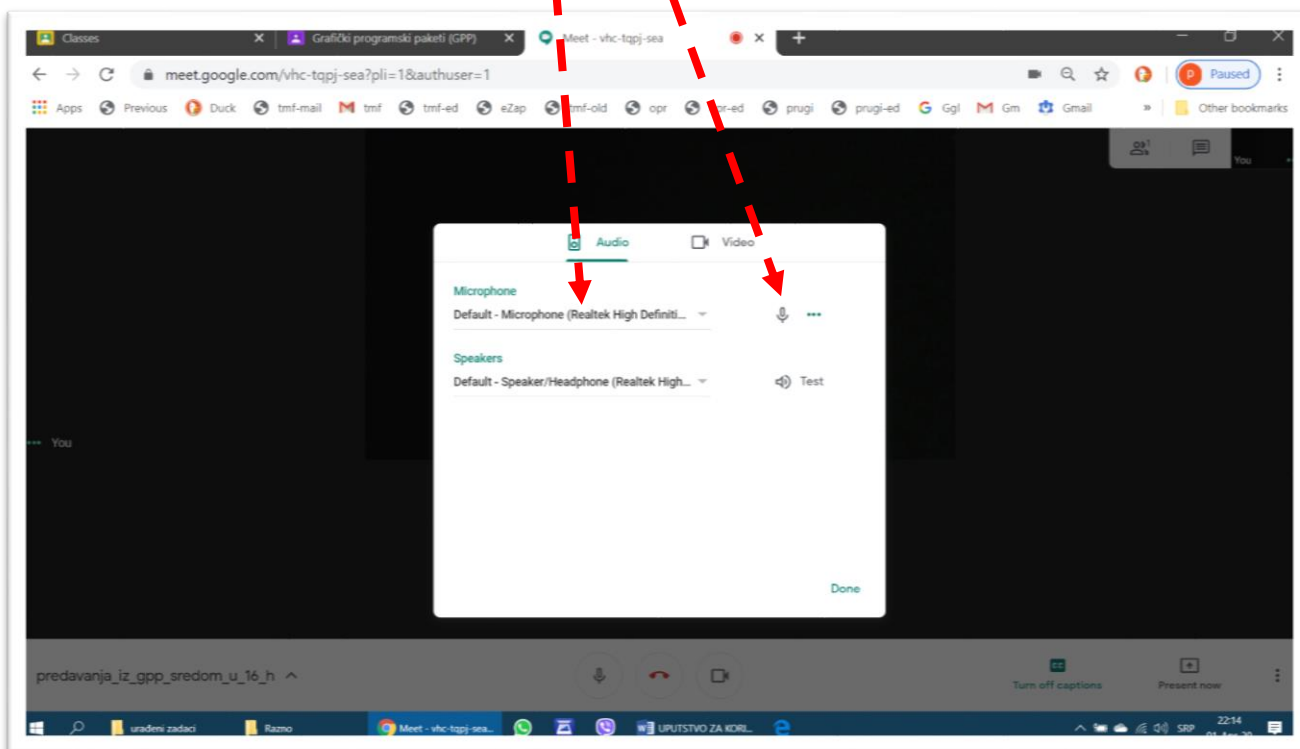 Classes Grafički programski paketi (GPP) Meet - vhc-tqpj-sea
meet.google.com/vhc-tqpj-sea?pli=1&authuser=1 Paused
Apps Previous Duck tmf-mail tmf tmf-ed eZap tmf-old opr prugi prugi-ed Ggl Gm Gmail » Other bookmarks
1
You
Audio Video
Microphone
Default - Microphone (Realtek High Definiti...
Speakers
Default - Speaker/Headphone (Realtek High... Test
You
Done
predavanja_iz_gpp_sredom_u_16_h
Turn off captions Present now
urađeni zadaci Razno Meet - vhc-tqpj-sea... UPUTSTVO ZA KORI... SRP 22:14